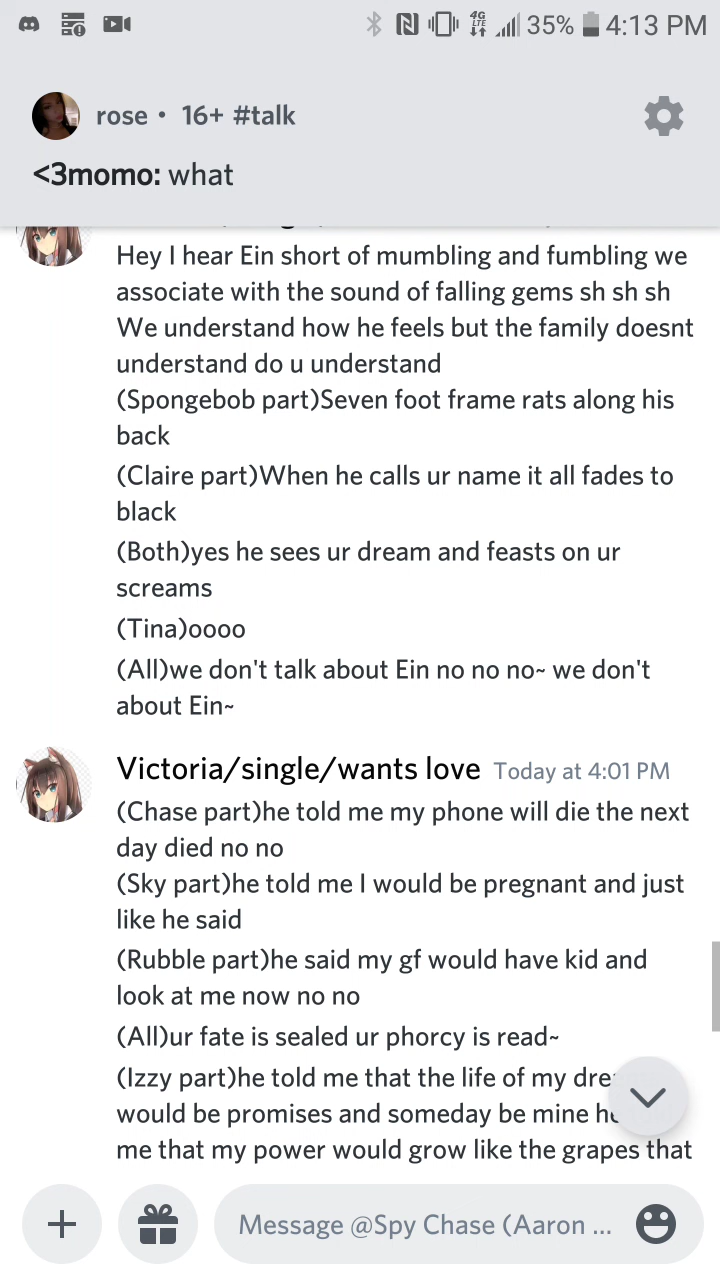 4G
LTE
35%
4:13 PM
rose • 16+ #talk
<3momo: what
Hey I hear Ein short of mumbling and fumbling we
associate with the sound of falling gems sh sh sh
We understand how he feels but the family doesnt
understand do u understand
(Spongebob part)Seven foot frame rats along his
back
(Claire part)When he calls ur name it all fades to
black
(Both)yes he sees ur dream and feasts on ur
screams
(Tina)oooo
(All)we don't talk about Ein no no no~ we don't
about Ein~
Victoria/single/wants love Today at 4:01 PM
(Chase part)he told me my phone will die the next
day died no no
(Sky part)he told me I would be pregnant and just
like he said
(Rubble part)he said my gf would have kid and
look at me now no no
(All)ur fate is sealed ur phorcy is read~
(Izzy part)he told me that the life of my
would be promises and someday be mine
me that my power would grow like the grapes that
Message @Spy Chase (Aaron ...